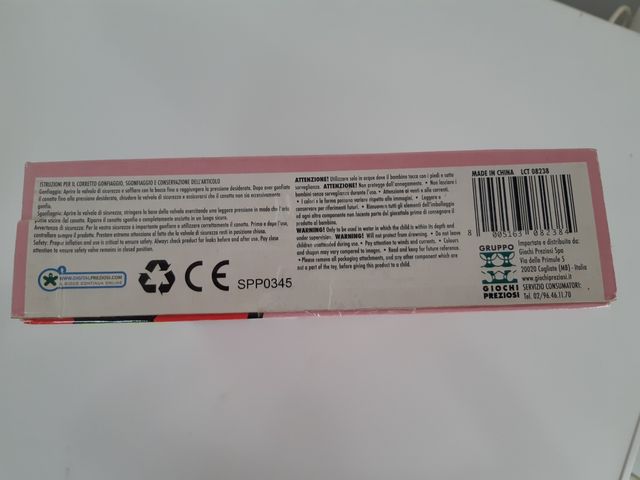 ISTRUZIONI PER IL CORRETTO GONFIAGGIO, SGONFIAGGIO E CONSERVAZIONE DELL'ARTICOLO
Gonfiaggio: Aprire la valvola di sicurezza e soffiare con la bocca fino a raggiungere la pressione desiderata. Dopo aver gonfiato
il canotto fino alla pressione desiderata, chiudere la valvola di sicurezza e assicurarsi di non gonfiare il canotto con aria eccessivamente
gonfia.
Sgonfiaggio: Aprire la valvola di sicurezza, stringere la base della valvola esercitando una leggera pressione in modo che l'aria
Avvertenza di Sicurezza: Per la vostra sicurezza è importante gonfiare e utilizzare correttamente il canotto. Prima e dopo l'uso,
controllare sempre il prodotto. Prestare estrema attenzione al fatto che la valvola di sicurezza resti in posizione chiusa.
Safety: Proper inflation and use is critical to ensure safety. Always check product for leaks before and after use. Pay close
attention to ensure that the safety valve remains in closed position.
WWW.DIGITALPREZIOSI.COM
IL GIOCO CONTINUA ONLINE
CE
SPP0345
ATTENZIONE! Utilizzare solo in acqua dove il bambino tocca con i piedi e sotto
sorveglianza. ATTENZIONE! Non protegge dall'annegamento. • Non lasciare i
bambini senza sorveglianza durante l'uso. • Attenzione ai venti e alle correnti.
• I colori e le forme possono variare rispetto alle immagini. • Leggere e
conservare per riferimenti futuri. • Rimuovere tutti gli elementi dell'imballaggio
ed ogni altro componente non facente parte del giocattolo prima di consegnare il
WARNING! Only to be used in water in which the child is within its depth and
under supervision. WARNING! Will not protect from drowning. • Do not leave
children unattended during use. • Pay attention to winds and currents. • Colours
and shapes may vary compared to images. • Read and keep for future reference.
• Please remove all packaging attachments, and any other component which are
not a part of the toy, before giving this product to a child.
MADE IN CHINA LCT 08238
8 005163 082384
GRUPPO
GIOCHI
PREZIOSI
Importato e distribuito da:
Giochi Preziosi Spa
Via delle Primule 5
20020 Cogliate (MB) - Italia
www.giochipreziosi.it
SERVIZIO CONSUMATORI:
Tel. 02/96.46.11.70